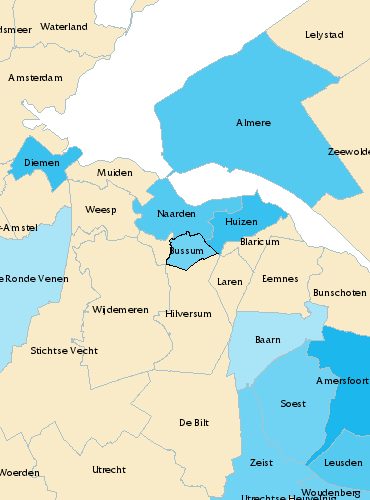 Waterland
dsmeer
Lelystad
Amsterdam
Almere
Zeewolde
Diemen
Muiden
Weesp
Naarden
Huizen
-Amstel
Blaricum
Bussum
e Ronde Venen
Laren
Eemnes
Bunschoten
Wijdemeren
Hilversum
Baarn
Stichtse Vecht
Amersfoort
Soest
De Bilt
Zeist
Leusden
Woerden
Utrecht
Woudenberg
Utrechtse Heuvelrug